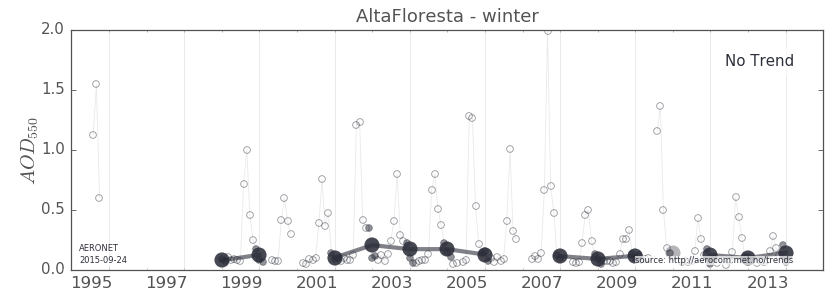 AltaFloresta - winter
2.0
No Trend
1.5
1.0
0.5
0.0
AOD550
AERONET
2015-09-24
source: http://aerocom.met.no/trends
1995 1997 1999 2001 2003 2005 2007 2009 2011 2013